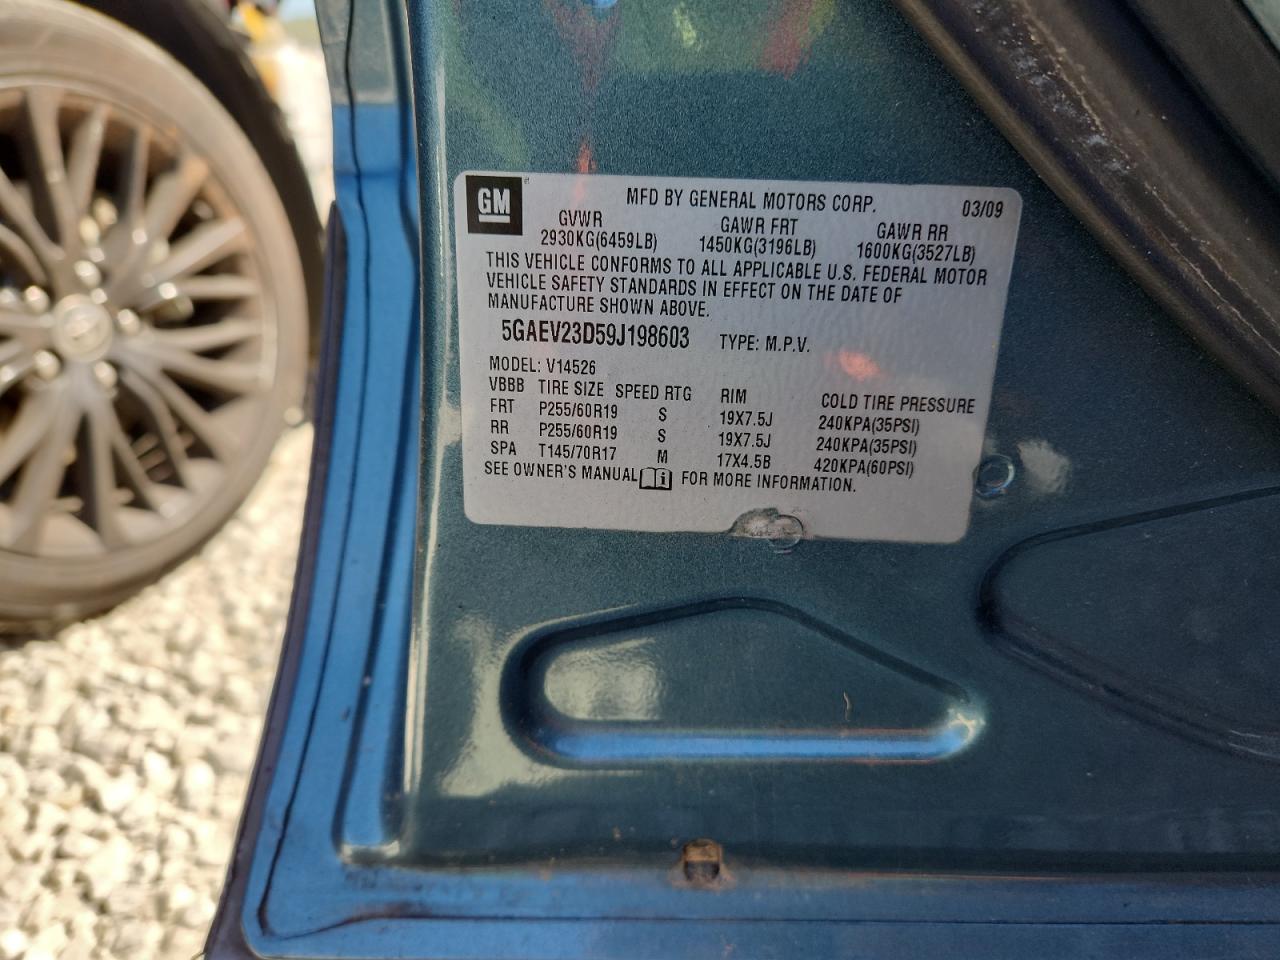 GM
MFD BY GENERAL MOTORS CORP. 03/09
GVWR GAWR FRT GAWR RR
2930KG(6459LB) 1450KG(3196LB) 1600KG(3527LB)
THIS VEHICLE CONFORMS TO ALL APPLICABLE U.S. FEDERAL MOTOR
VEHICLE SAFETY STANDARDS IN EFFECT ON THE DATE OF
MANUFACTURE SHOWN ABOVE.
5GAEV23D59J198603 TYPE: M.P.V.
MODEL: V14526
VBBB TIRE SIZE SPEED RTG RIM COLD TIRE PRESSURE
FRT P255/60R19 S 19X7.5J 240KPA(35PSI)
RR P255/60R19 S 19X7.5J 240KPA(35PSI)
SPA T145/70R17 M 17X4.5B 420KPA(60PSI)
SEE OWNER'S MANUAL i FOR MORE INFORMATION.